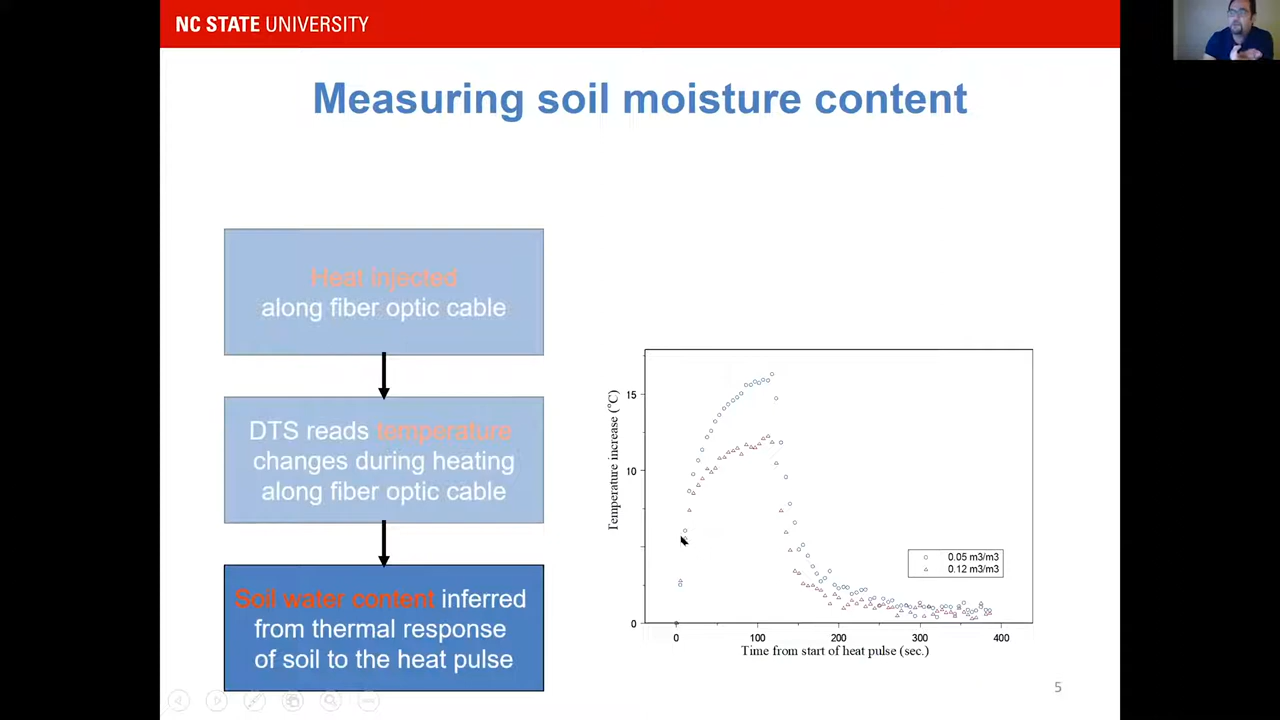 NC STATE UNIVERSITY
Measuring soil moisture content
Heat injected
along fiber optic cable
DTS reads temperature
changes during heating
along fiber optic cable
Soil water content inferred
from thermal response
of soil to the heat pulse
Temperature increase (°C)
15
10
0
0.05 m3/m3
0.12 m3/m3
0 100 200 300 400
Time from start of heat pulse (sec.)
5